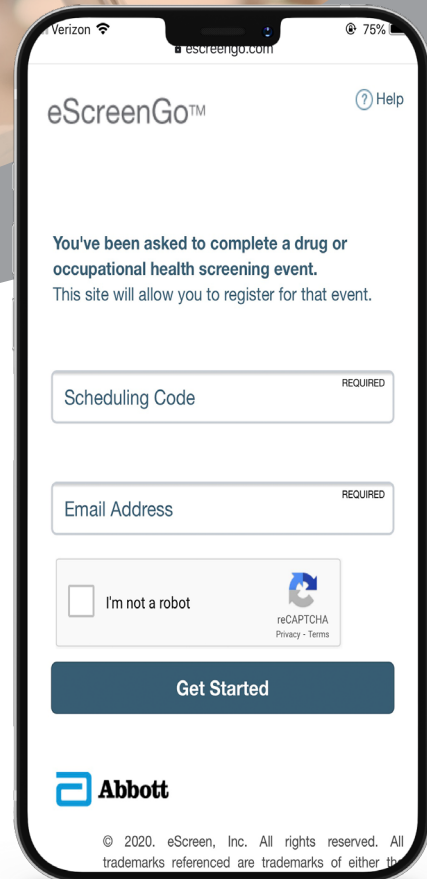 Verizon
75%
escreengo.com
eScreenGo™
? Help
You've been asked to complete a drug or
occupational health screening event.
This site will allow you to register for that event.
REQUIRED
Scheduling Code
REQUIRED
Email Address
I'm not a robot
reCAPTCHA
Privacy - Terms
Get Started
Abbott
© 2020. eScreen, Inc. All rights reserved. All
trademarks referenced are trademarks of either the